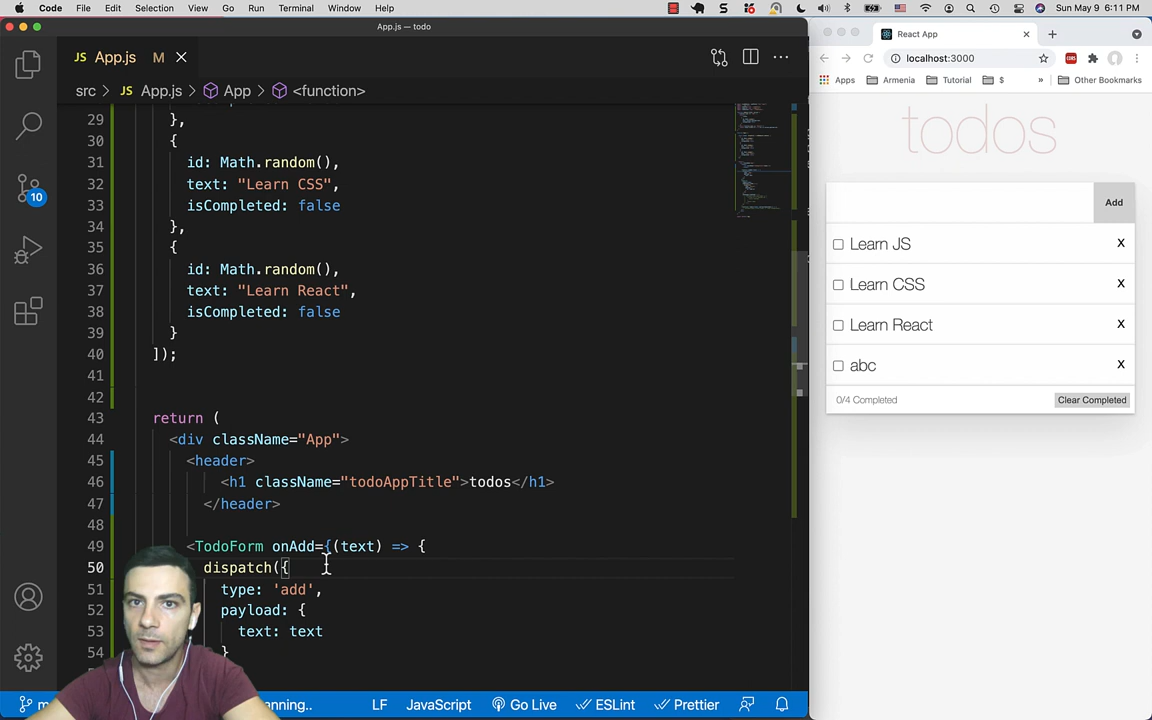 Code File Edit Selection View Go Run Terminal Window Help
Sun May 9 6:11 PM
App.js — todo
JS App.js M
src > JS App.js > App > <function>
29 },
30 {
31 id: Math.random(),
32 text: "Learn CSS",
33 isCompleted: false
34 },
35 {
36 id: Math.random(),
37 text: "Learn React",
38 isCompleted: false
39 }
40 ]);
41
42
43 return (
44 <div className="App">
45 <header>
46 <h1 className="todoAppTitle">todos</h1>
47 </header>
48
49 <TodoForm onAdd={(text) => {
50 dispatch({
51 type: 'add',
52 payload: {
53 text: text
54 }
10
LF JavaScript Go Live ESLint Prettier
React App
localhost:3000
Apps Armenia Tutorial $ » Other Bookmarks
todos
Add
Learn JS X
Learn CSS X
Learn React X
abc X
0/4 Completed Clear Completed